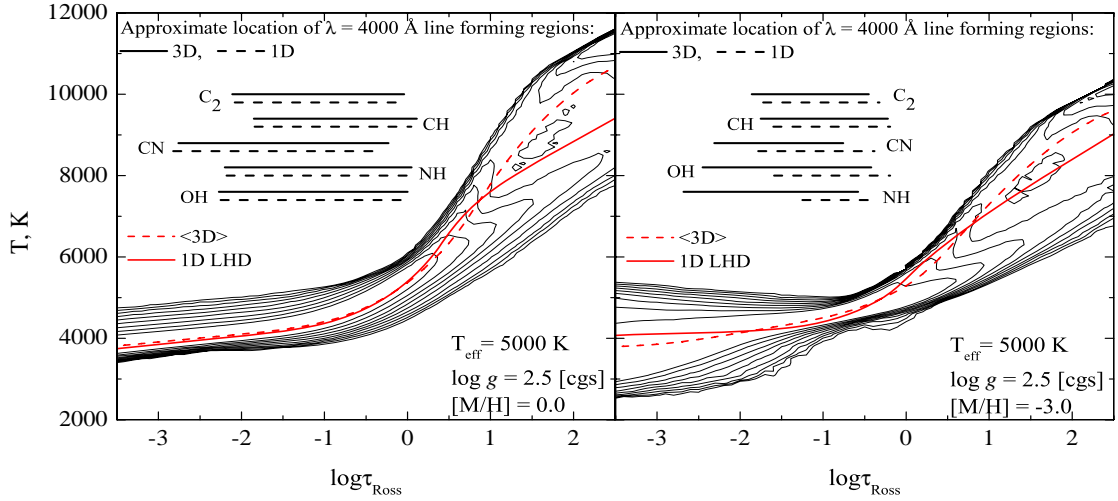 12000
10000
8000
6000
4000
2000
T, K
Approximate location of λ = 4000 Å line forming regions:
3D, 1D
C2
CH
CN
NH
OH
<3D>
1D LHD
Teff= 5000 K
log g = 2.5 [cgs]
[M/H] = 0.0
-3 -2 -1 0 1 2
logτRoss
Approximate location of λ = 4000 Å line forming regions:
3D, 1D
C2
CH
CN
OH
NH
<3D>
1D LHD
Teff= 5000 K
log g = 2.5 [cgs]
[M/H] = -3.0
-3 -2 -1 0 1 2
logτRoss